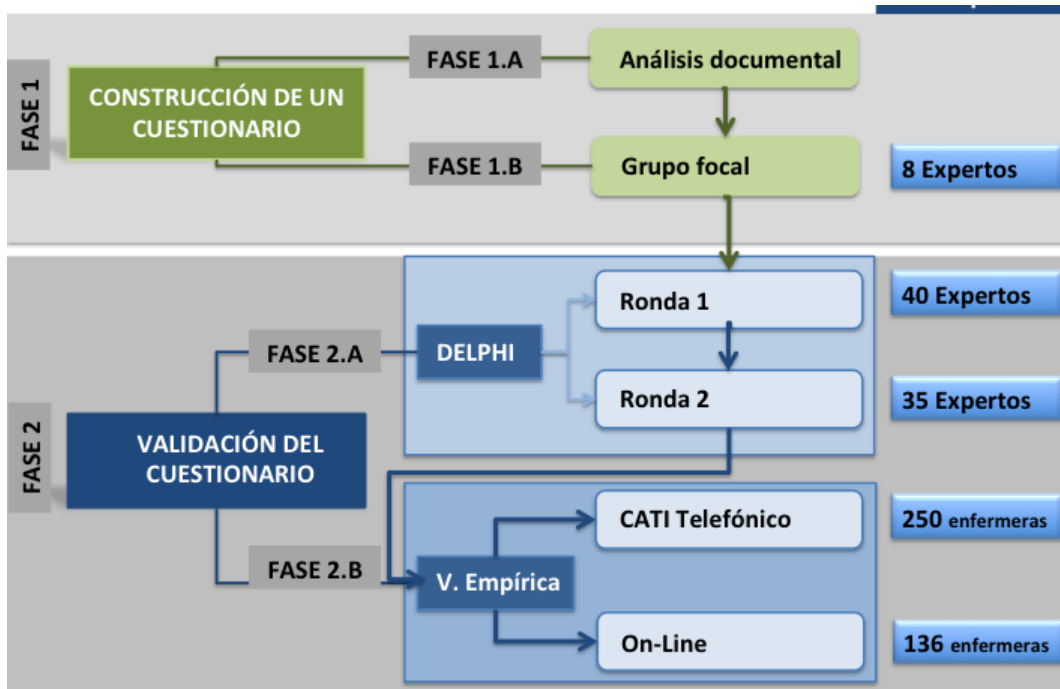 FASE 1
CONSTRUCCIÓN DE UN
CUESTIONARIO
FASE 1.A
Análisis documental
FASE 1.B
Grupo focal
8 Expertos
FASE 2
VALIDACIÓN DEL
CUESTIONARIO
FASE 2.A
DELPHI
Ronda 1
40 Expertos
Ronda 2
35 Expertos
FASE 2.B
V. Empírica
CATI Telefónico
250 enfermeras
On-Line
136 enfermeras